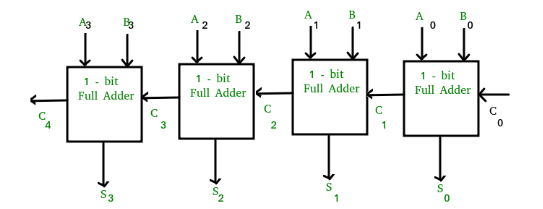 A3 B3 A2 B2 A1 B1 A0 B0
1 - bit Full Adder
1 - bit Full Adder
1 - bit Full Adder
1 - bit Full Adder
C4 C3 C2 C1 C0
S3 S2 S1 S0